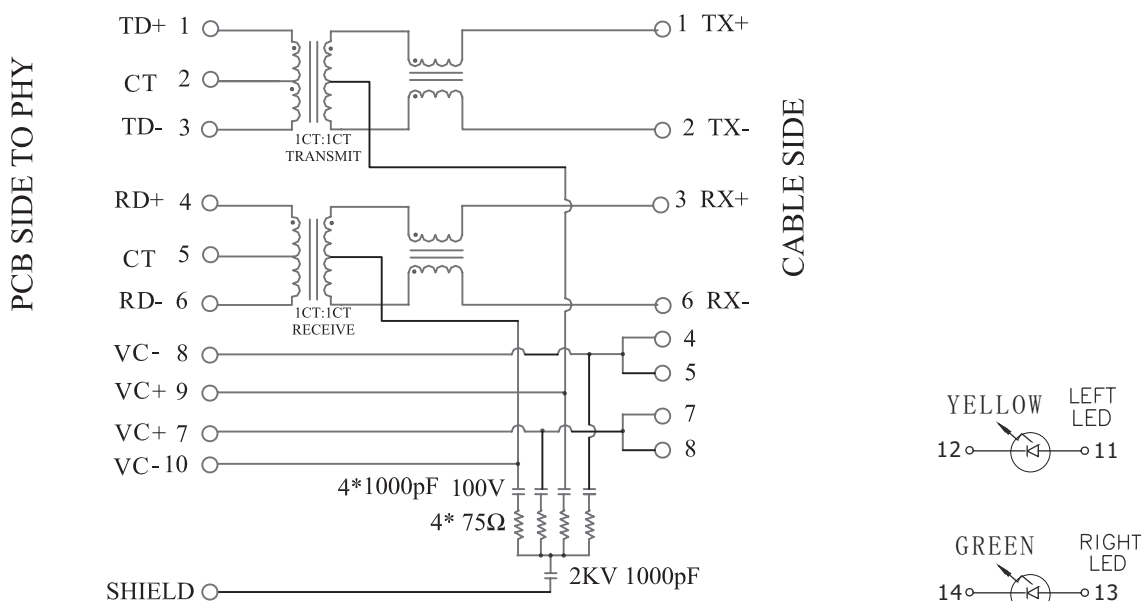 PCB SIDE TO PHY
TD+ 1
CT 2
TD- 3
1CT:1CT
TRANSMIT
1 TX+
2 TX-
RD+ 4
CT 5
RD- 6
1CT:1CT
RECEIVE
3 RX+
6 RX-
CABLE SIDE
VC- 8
VC+ 9
VC+ 7
VC- 10
4
5
7
8
4*1000pF 100V
4* 75Ω
2KV 1000pF
SHIELD
YELLOW
LEFT
LED
12
11
GREEN
RIGHT
LED
14
13